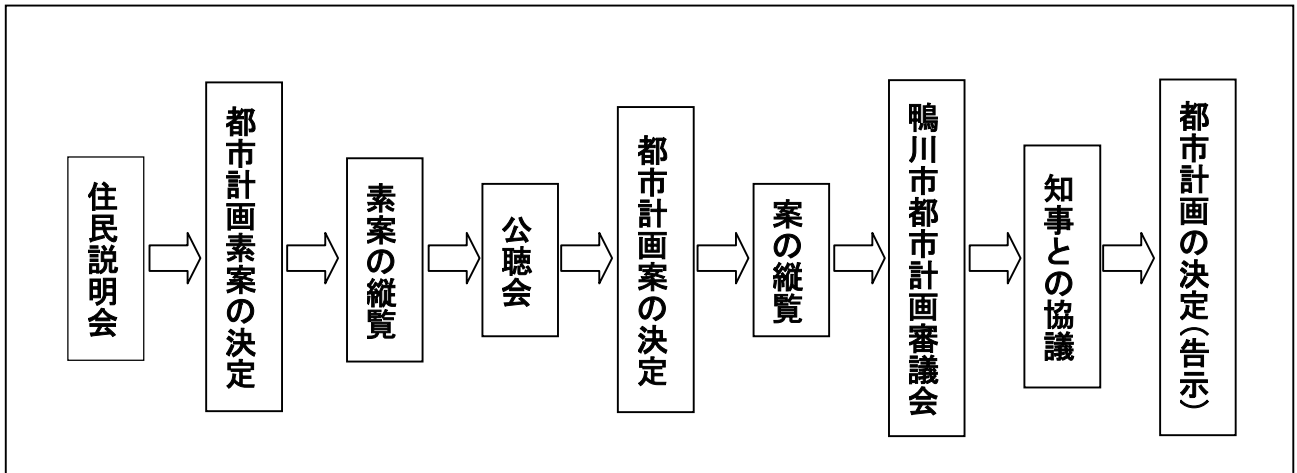 住民説明会
都市計画素案の決定
素案の縦覧
公聴会
都市計画案の決定
案の縦覧
鴨川市都市計画審議会
知事との協議
都市計画の決定(告示)